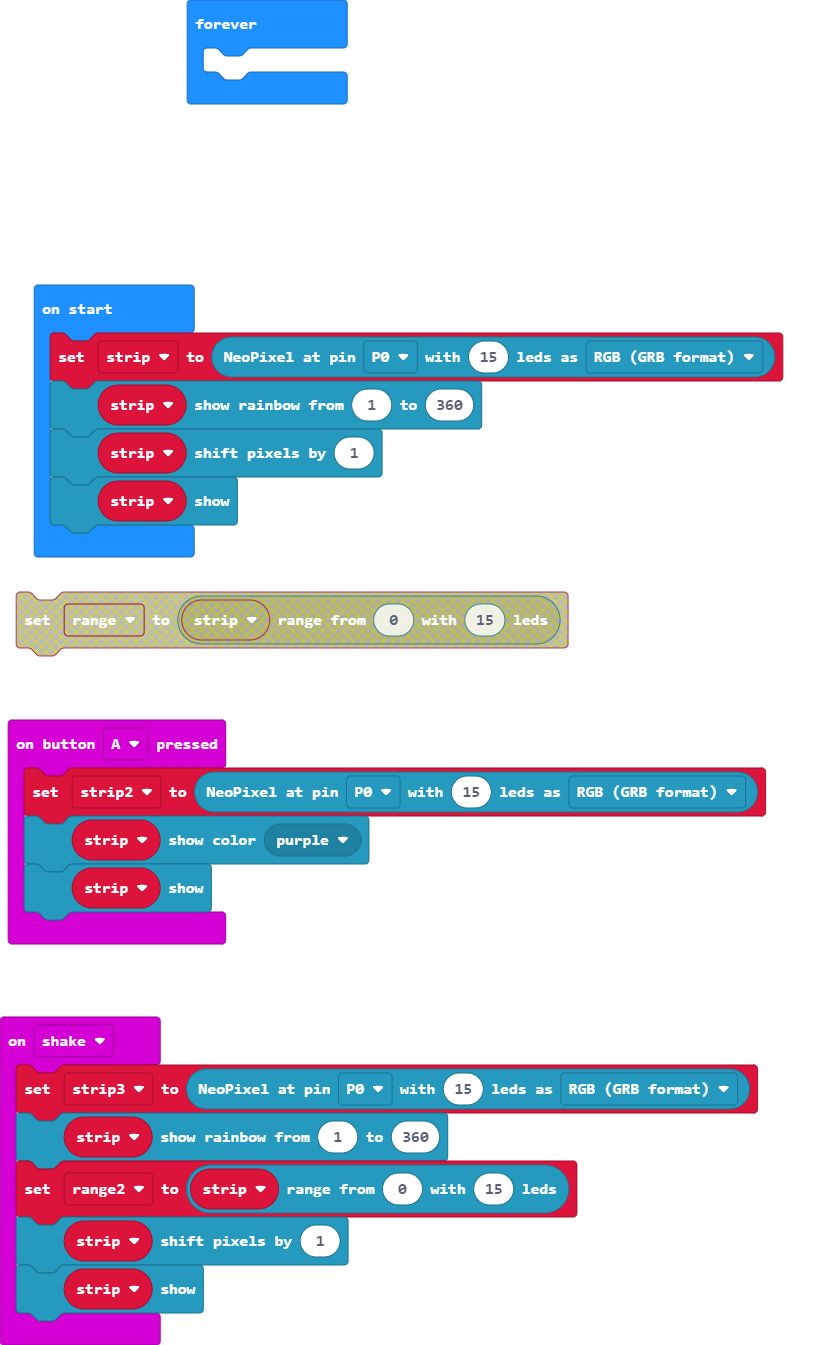 forever
on start
set strip to NeoPixel at pin P0 with 15 leds as RGB (GRB format)
strip show rainbow from 1 to 360
strip shift pixels by 1
strip show
set range to strip range from 0 with 15 leds
on button A pressed
set strip2 to NeoPixel at pin P0 with 15 leds as RGB (GRB format)
strip show color purple
strip show
on shake
set strip3 to NeoPixel at pin P0 with 15 leds as RGB (GRB format)
strip show rainbow from 1 to 360
set range2 to strip range from 0 with 15 leds
strip shift pixels by 1
strip show